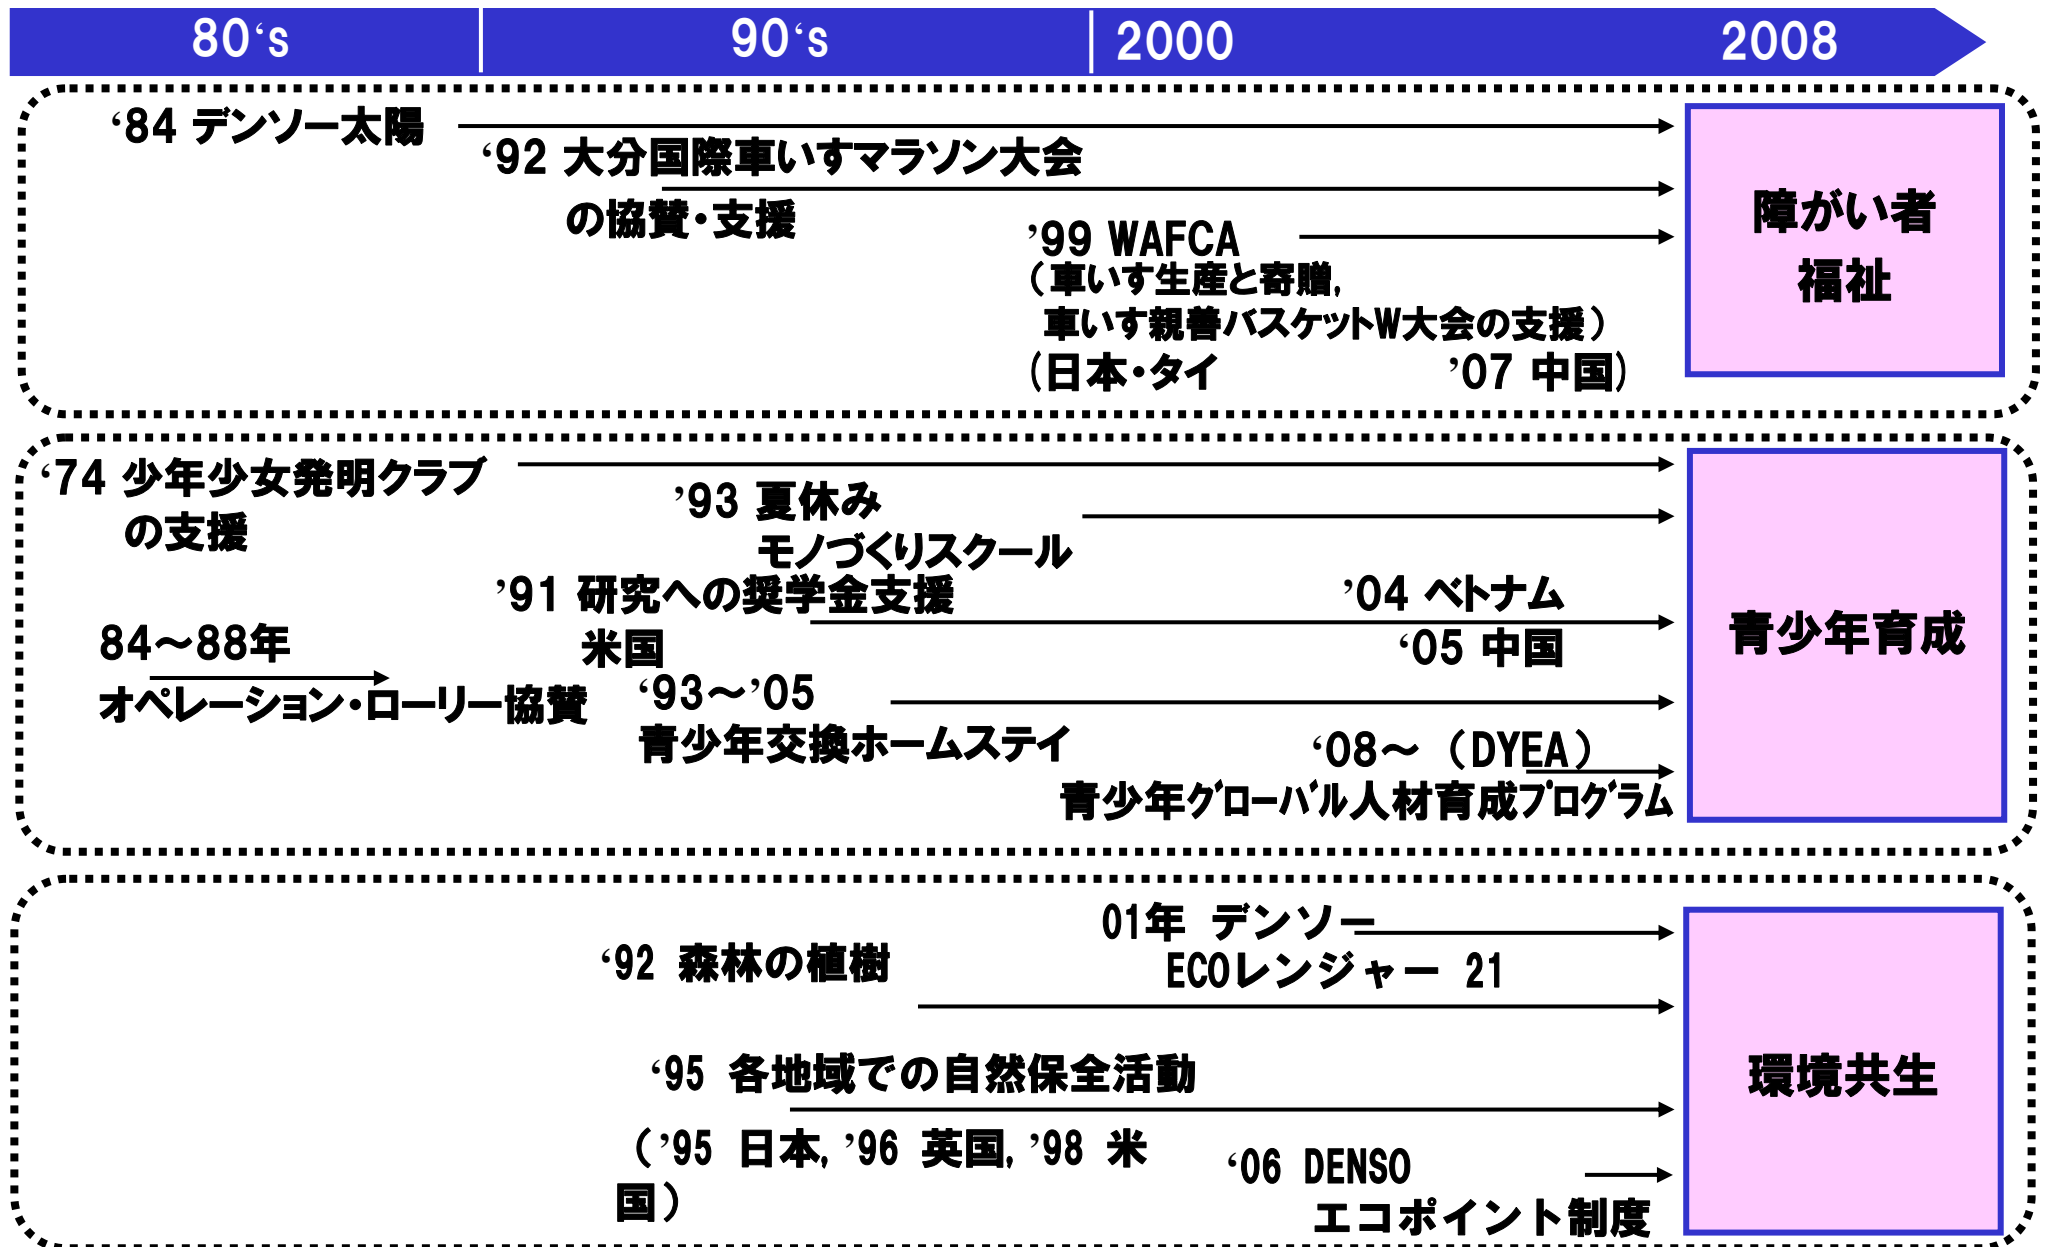 80‘s 90‘s 2000 2008
‘84 デンソー太陽
‘92 大分国際車いすマラソン大会
の協賛・支援
’99 WAFCA
（車いす生産と寄贈,
車いす親善バスケットW大会の支援）
(日本・タイ ’07 中国)
障がい者
福祉
‘74 少年少女発明クラブ
の支援
’93 夏休み
モノづくりスクール
’91 研究への奨学金支援
米国
’04 ベトナム
‘05 中国
84～88年
オペレーション・ローリー協賛
‘93～’05
青少年交換ホームステイ
‘08～（DYEA）
青少年グローバル人材育成プログラム
青少年育成
01年 デンソー
ECOレンジャー 21
‘92 森林の植樹
‘95 各地域での自然保全活動
（’95 日本, ’96 英国, ’98 米
国）
‘06 DENSO
エコポイント制度
環境共生